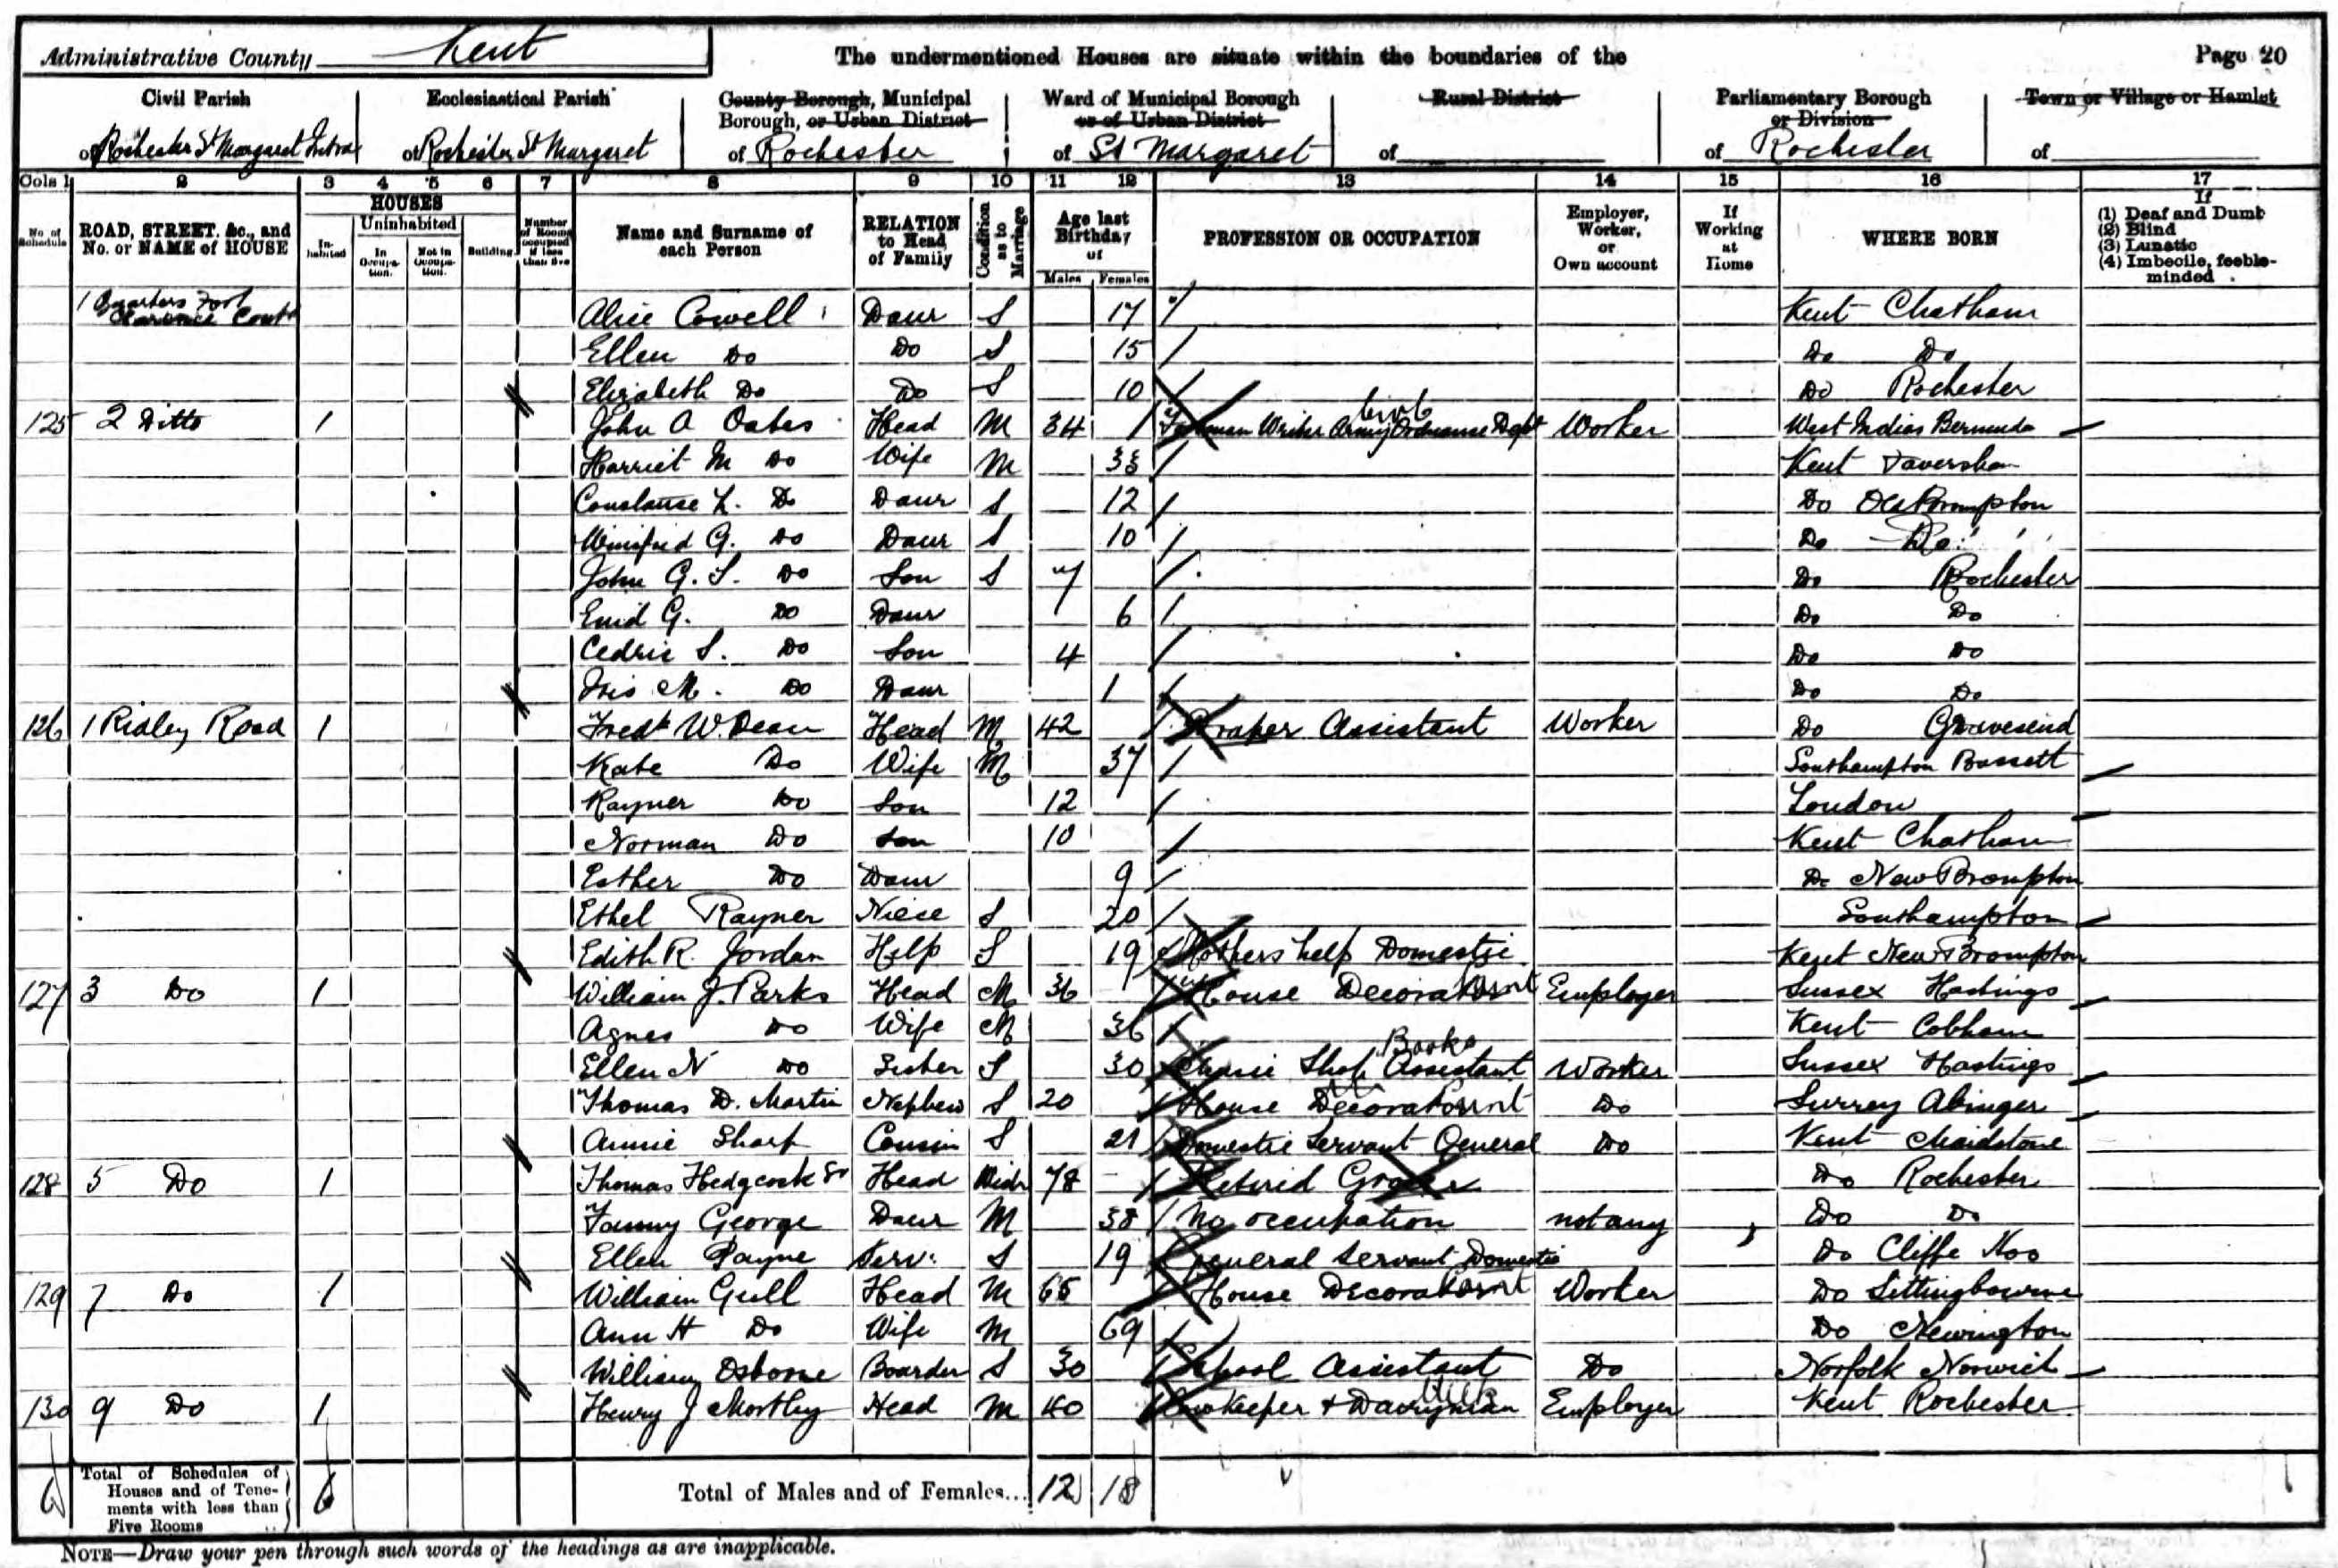 Administrative County Kent The undermentioned Houses are situate within the boundaries of the Page 20
Civil Parish Ecclesiastical Parish County Borough, Municipal Borough, or Urban District Ward of Municipal Borough or of Urban District Rural District Parliamentary Borough or Division Town or Village or Hamlet
of Rochester St Margaret Intra of Rochester St Margaret of Rochester of St Margaret of of Rochester of
Cols 1 2 3 4 5 6 7 8 9 10 11 12 13 14 15 16 17
No. of Schedule ROAD, STREET, &c., and No. or NAME of HOUSE HOUSES Inhabited Uninhabited In Occupation. Not in Occupation. Building. Number of Rooms occupied if less than five Name and Surname of each Person RELATION to Head of Family Condition as to Marriage Age last Birthday of Males Females PROFESSION OR OCCUPATION Employer, Worker, or Own account If Working at Home WHERE BORN If (1) Deaf and Dumb (2) Blind (3) Lunatic (4) Imbecile, feeble-minded
1 Quarters Fort Clarence Cont Alice Cowell Daur S 17 Kent Chatham
Ellen Do Do S 15 Do Do
Elizabeth Do Do S 10 Do Rochester
125 2 Ditto 1 John A Oates Head M 34 Writer Army Ordnance Dept Worker West Indies Bermuda
Harriet M Do Wife M 33 Kent Faversham
Constance L. Do Daur S 12 Do Old Brompton
Winifred G. Do Daur S 10 Do Do
John G. S. Do Son S 7 Do Rochester
Enid G. Do Daur 6 Do Do
Cedric S. Do Son 4 Do Do
Iris M. Do Daur 1 Do Do
126 1 Ridley Road 1 Fredk W. Dean Head M 42 Draper Assistant Worker Do Gravesend
Kate Do Wife M 37 Southampton Bassett
Rayner Do Son 12 London
Norman Do Son 10 Kent Chatham
Esther Do Daur 9 Do New Brompton
Ethel Rayner Niese S 20 Southampton
Edith R. Jordan Help S 19 Mothers help Domestic Kent New Brompton
127 3 Do 1 William J. Parks Head M 36 House Decorator Employer Sussex Hastings
Agnes Do Wife M 36 Kent Cobham
Ellen N Do Sister S 30 Shop Assistant Books Worker Sussex Hastings
Thomas D. Martin Nephew S 20 House Decorator Do Surrey Abinger
Annie Sharp Cousin S 21 Domestic Servant General Do Kent Maidstone
128 5 Do 1 Thomas Hedgcock Sr Head Widr 78 Retired Grocer Do Rochester
Fanny George Daur M 38 No occupation not any Do Do
Ellen Payne Serv. S 19 General Servant Domestic Do Cliffe Hoo
129 7 Do 1 William Gull Head M 65 House Decorator Worker Do Sittingbourne
Ann H Do Wife M 69 Do Newington
William Osborne Boarder S 30 School Assistant Do Norfolk Norwich
130 9 Do 1 Henry J Mortley Head M 40 Cowkeeper & Dairyman Milk Employer Kent Rochester
6 Total of Schedules of Houses and of Tenements with less than Five Rooms 6 Total of Males and of Females... 12 18
NOTE—Draw your pen through such words of the headings as are inapplicable.